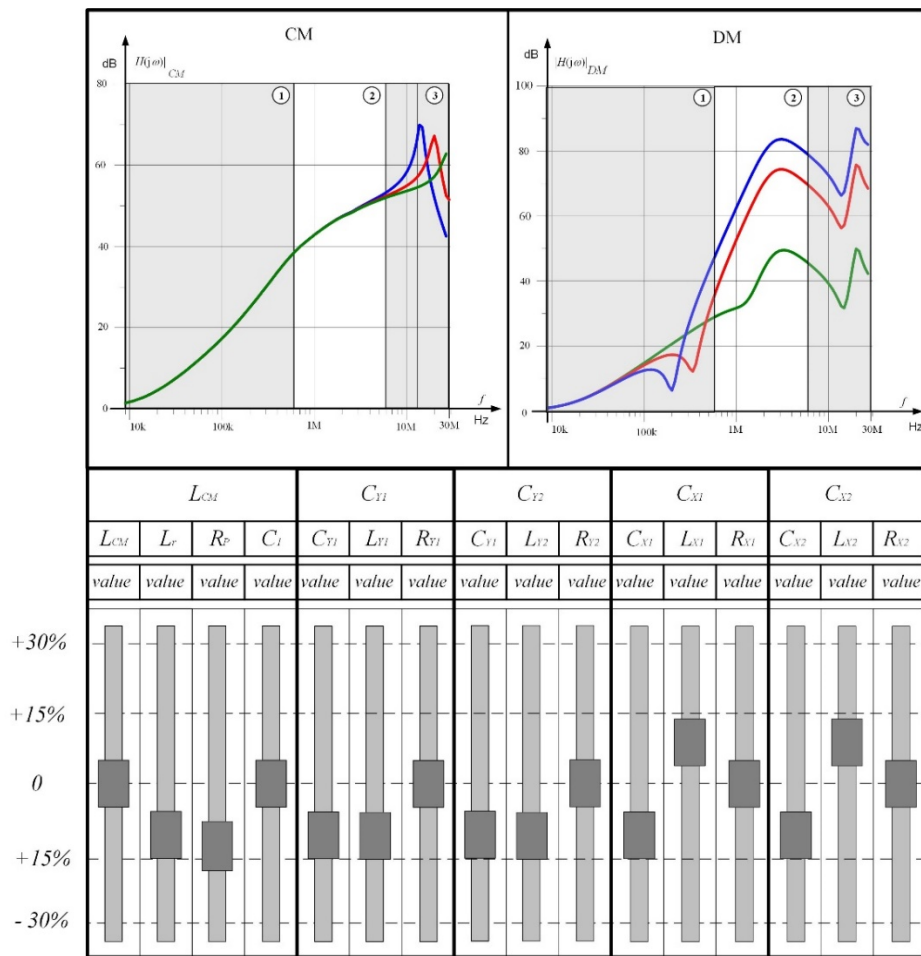 CM
dB
H(jω)|CM
80
60
40
20
0
1 2 3
10k 100k 1M 10M 30M
f
Hz
DM
dB
|H(jω)|DM
100
80
60
40
20
0
1 2 3
10k 100k 1M 10M 30M
f
Hz
LCM CY1 CY2 CX1 CX2
LCM Lr RP C1 CY1 LY1 RY1 CY1 LY2 RY2 CX1 LX1 RX1 CX2 LX2 RX2
value value value value value value value value value value value value value value value value
+30%
+15%
0
+15%
- 30%